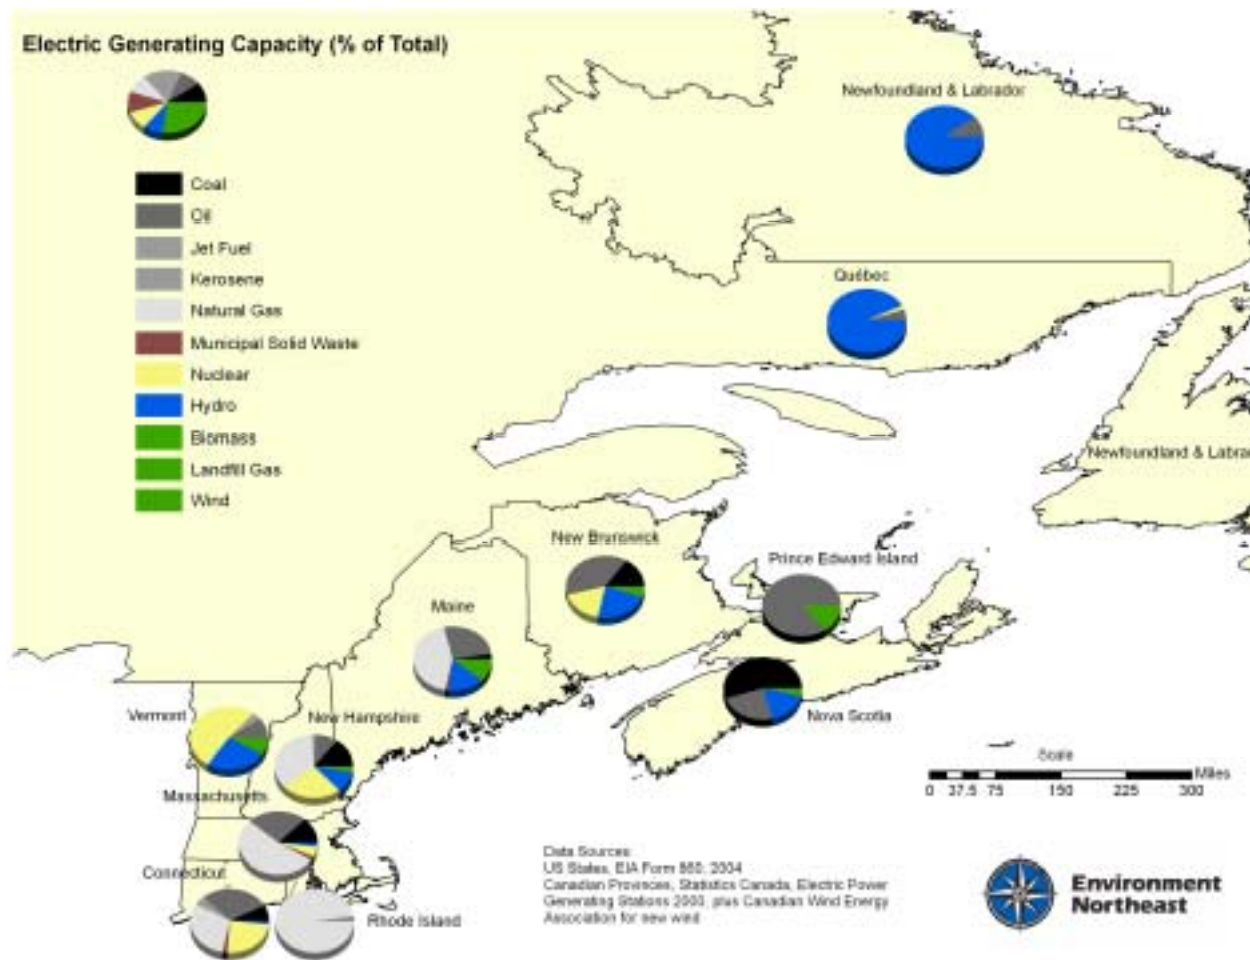 Electric Generating Capacity (% of Total)
Coal
Oil
Jet Fuel
Kerosene
Natural Gas
Municipal Solid Waste
Nuclear
Hydro
Biomass
Landfill Gas
Wind
Newfoundland & Labrador
Québec
Newfoundland & Labra
New Brunswick
Prince Edward Island
Maine
Vermont
New Hampshire
Nova Scotia
Massachusetts
Connecticut
Rhode Island
Scale
Miles
0 37.5 75 150 225 300
Data Sources:
US States, EIA Form 860, 2004
Canadian Provinces, Statistics Canada, Electric Power
Generating Stations 2000, plus Canadian Wind Energy
Association for new wind
Environment
Northeast